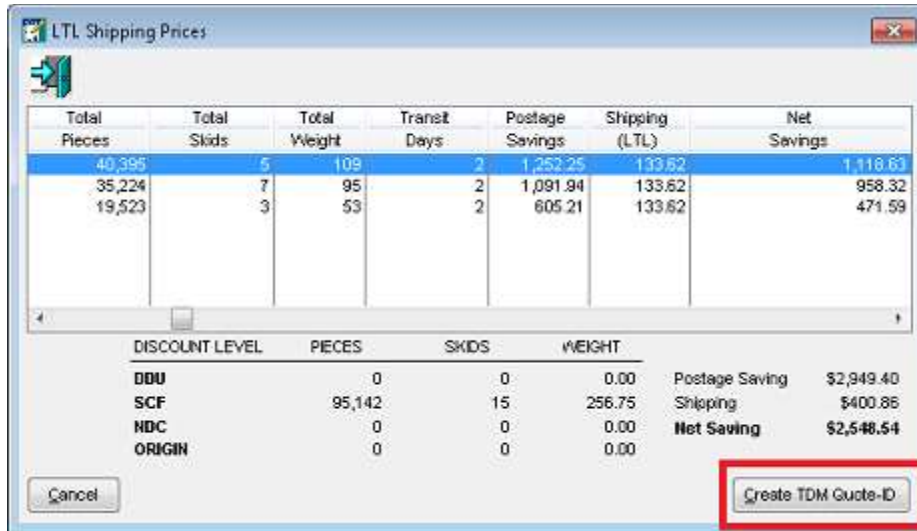 LTL Shipping Prices
Total Total Total Transit Postage Shipping Net
Pieces Skids Weight Days Savings (LTL) Savings
40,395 5 109 2 1,252.25 133.62 1,118.63
35,224 7 95 2 1,091.94 133.62 958.32
19,523 3 53 2 605.21 133.62 471.59
DISCOUNT LEVEL PIECES SKIDS WEIGHT
DDU 0 0 0.00 Postage Saving $2,949.40
SCF 95,142 15 256.75 Shipping $400.86
NDC 0 0 0.00 Net Saving $2,548.54
ORIGIN 0 0 0.00
Cancel Create TDM Quote-ID